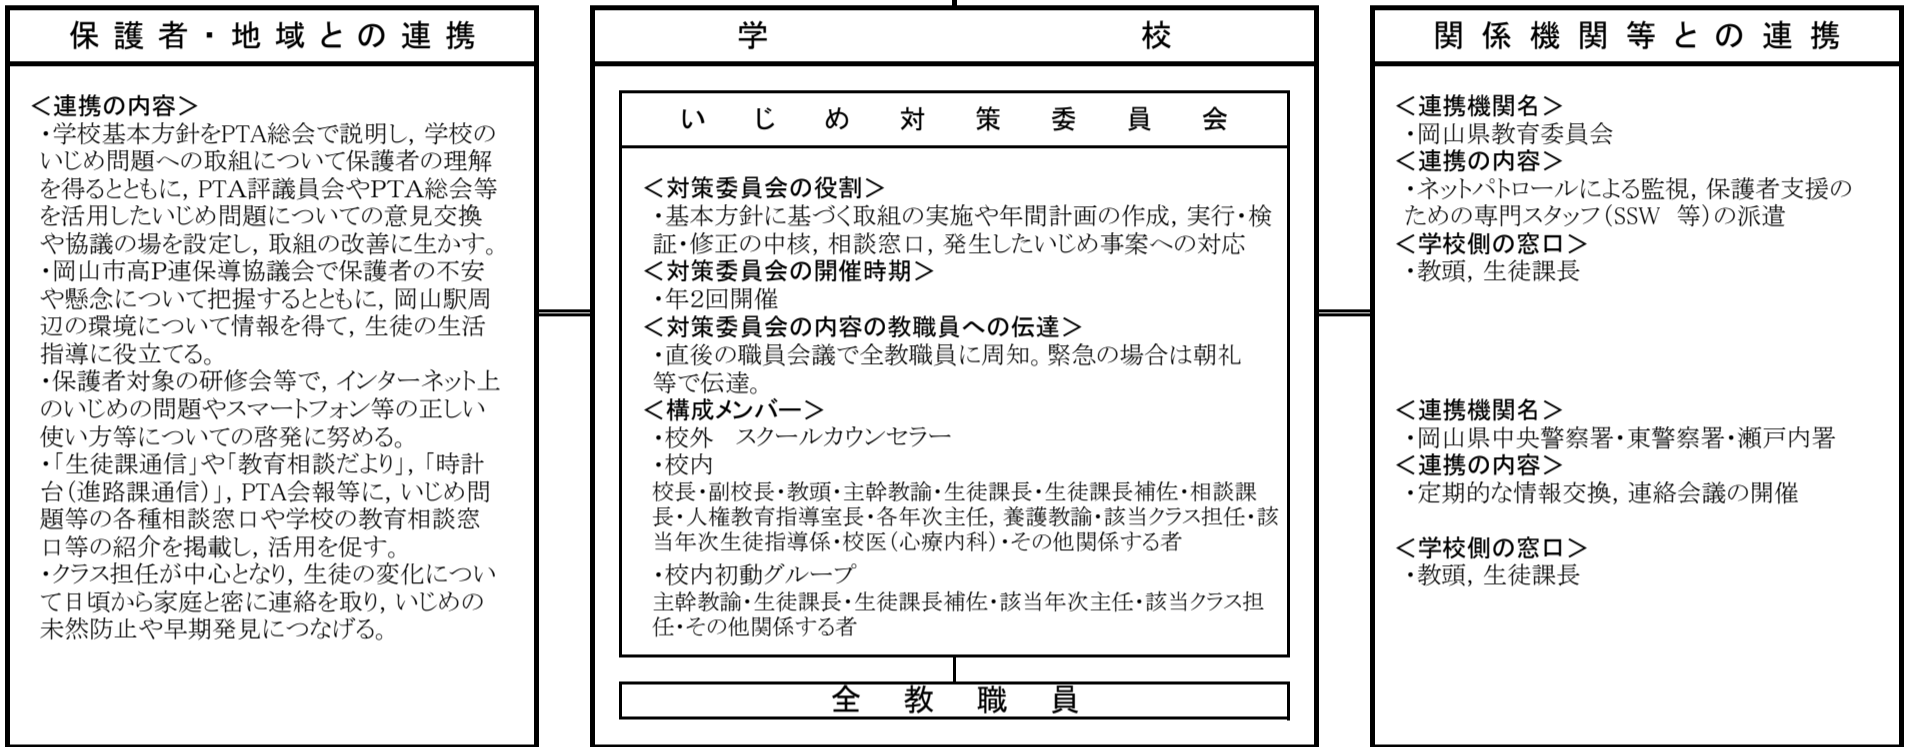 保護者・地域との連携
＜連携の内容＞
・学校基本方針をPTA総会で説明し，学校の
いじめ問題への取組について保護者の理解
を得るとともに，PTA評議員会やPTA総会等
を活用したいじめ問題についての意見交換
や協議の場を設定し，取組の改善に生かす。
・岡山市高P連保導協議会で保護者の不安
や懸念について把握するとともに，岡山駅周
辺の環境について情報を得て，生徒の生活
指導に役立てる。
・保護者対象の研修会等で，インターネット上
のいじめの問題やスマートフォン等の正しい
使い方等についての啓発に努める。
・「生徒課通信」や「教育相談だより」，「時計
台（進路課通信）」，PTA会報等に，いじめ問
題等の各種相談窓口や学校の教育相談窓
口等の紹介を掲載し，活用を促す。
・クラス担任が中心となり，生徒の変化につい
て日頃から家庭と密に連絡を取り，いじめの
未然防止や早期発見につなげる。
学校
いじめ対策委員会
＜対策委員会の役割＞
・基本方針に基づく取組の実施や年間計画の作成，実行・検
証・修正の中核，相談窓口，発生したいじめ事案への対応
＜対策委員会の開催時期＞
・年2回開催
＜対策委員会の内容の教職員への伝達＞
・直後の職員会議で全教職員に周知。緊急の場合は朝礼
等で伝達。
＜構成メンバー＞
・校外　スクールカウンセラー
・校内
校長・副校長・教頭・主幹教諭・生徒課長・生徒課長補佐・相談課
長・人権教育指導室長・各年次主任，養護教諭・該当クラス担任・該
当年次生徒指導係・校医（心療内科）・その他関係する者
・校内初動グループ
主幹教諭・生徒課長・生徒課長補佐・該当年次主任・該当クラス担
任・その他関係する者
全教職員
関係機関等との連携
＜連携機関名＞
・岡山県教育委員会
＜連携の内容＞
・ネットパトロールによる監視，保護者支援の
ための専門スタッフ（SSW　等）の派遣
＜学校側の窓口＞
・教頭，生徒課長
＜連携機関名＞
・岡山県中央警察署・東警察署・瀬戸内署
＜連携の内容＞
・定期的な情報交換，連絡会議の開催
＜学校側の窓口＞
・教頭，生徒課長